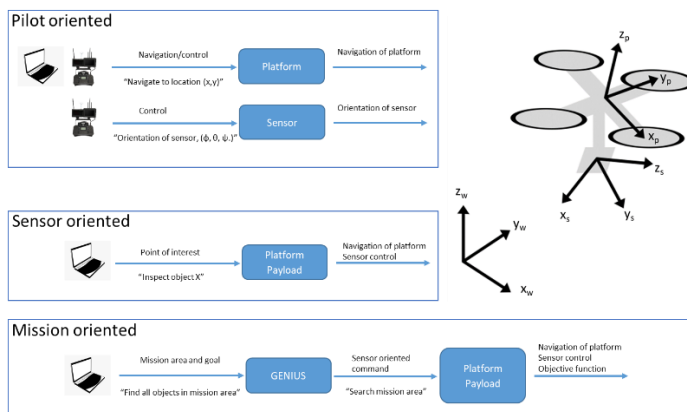 Pilot oriented
Navigation/control
Platform
Navigation of platform
"Navigate to location (x,y)"
Control
Sensor
Orientation of sensor
"Orientation of sensor, (ϕ, θ, ψ.)"
Sensor oriented
Point of interest
Platform
Payload
Navigation of platform
Sensor control
"Inspect object X"
Mission oriented
Mission area and goal
GENIUS
Sensor oriented
command
Platform
Payload
Navigation of platform
Sensor control
Objective function
"Find all objects in mission area"
"Search mission area"
z_p
y_p
x_p
z_s
x_s
y_s
z_w
y_w
x_w